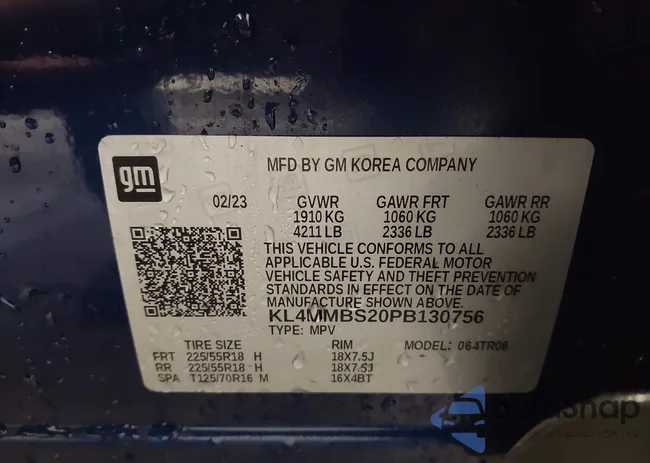 gm
MFD BY GM KOREA COMPANY
02/23 GVWR GAWR FRT GAWR RR
1910 KG 1060 KG 1060 KG
4211 LB 2336 LB 2336 LB
THIS VEHICLE CONFORMS TO ALL
APPLICABLE U.S. FEDERAL MOTOR
VEHICLE SAFETY AND THEFT PREVENTION
STANDARDS IN EFFECT ON THE DATE OF
KL4MMBS20PB130756
TYPE: MPV
TIRE SIZE RIM MODEL: 064TR06
FRT 225/55R18 H 18X7.5J
RR 225/55R18 H 18X7.5J
SPA T125/70R16 M 16X4BT